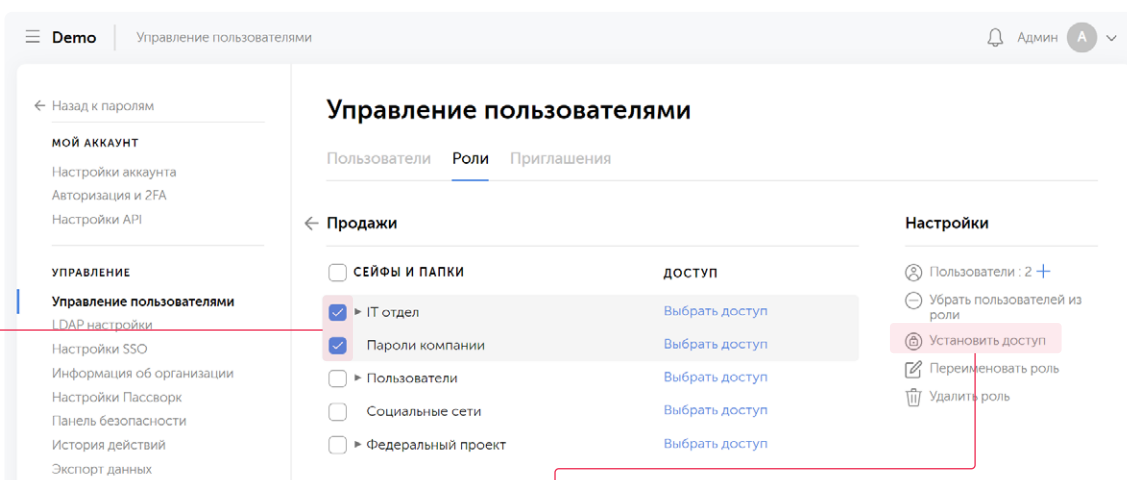 Demo
Управление пользователями
Админ
А
Назад к паролям
МОЙ АККАУНТ
Настройки аккаунта
Авторизация и 2FA
Настройки API
УПРАВЛЕНИЕ
Управление пользователями
LDAP настройки
Настройки SSO
Информация об организации
Настройки Пассворк
Панель безопасности
История действий
Экспорт данных
Управление пользователями
Пользователи Роли Приглашения
Продажи
СЕЙФЫ И ПАПКИ ДОСТУП
IT отдел Выбрать доступ
Пароли компании Выбрать доступ
Пользователи Выбрать доступ
Социальные сети Выбрать доступ
Федеральный проект Выбрать доступ
Настройки
Пользователи : 2 +
Убрать пользователей из
роли
Установить доступ
Переименовать роль
Удалить роль